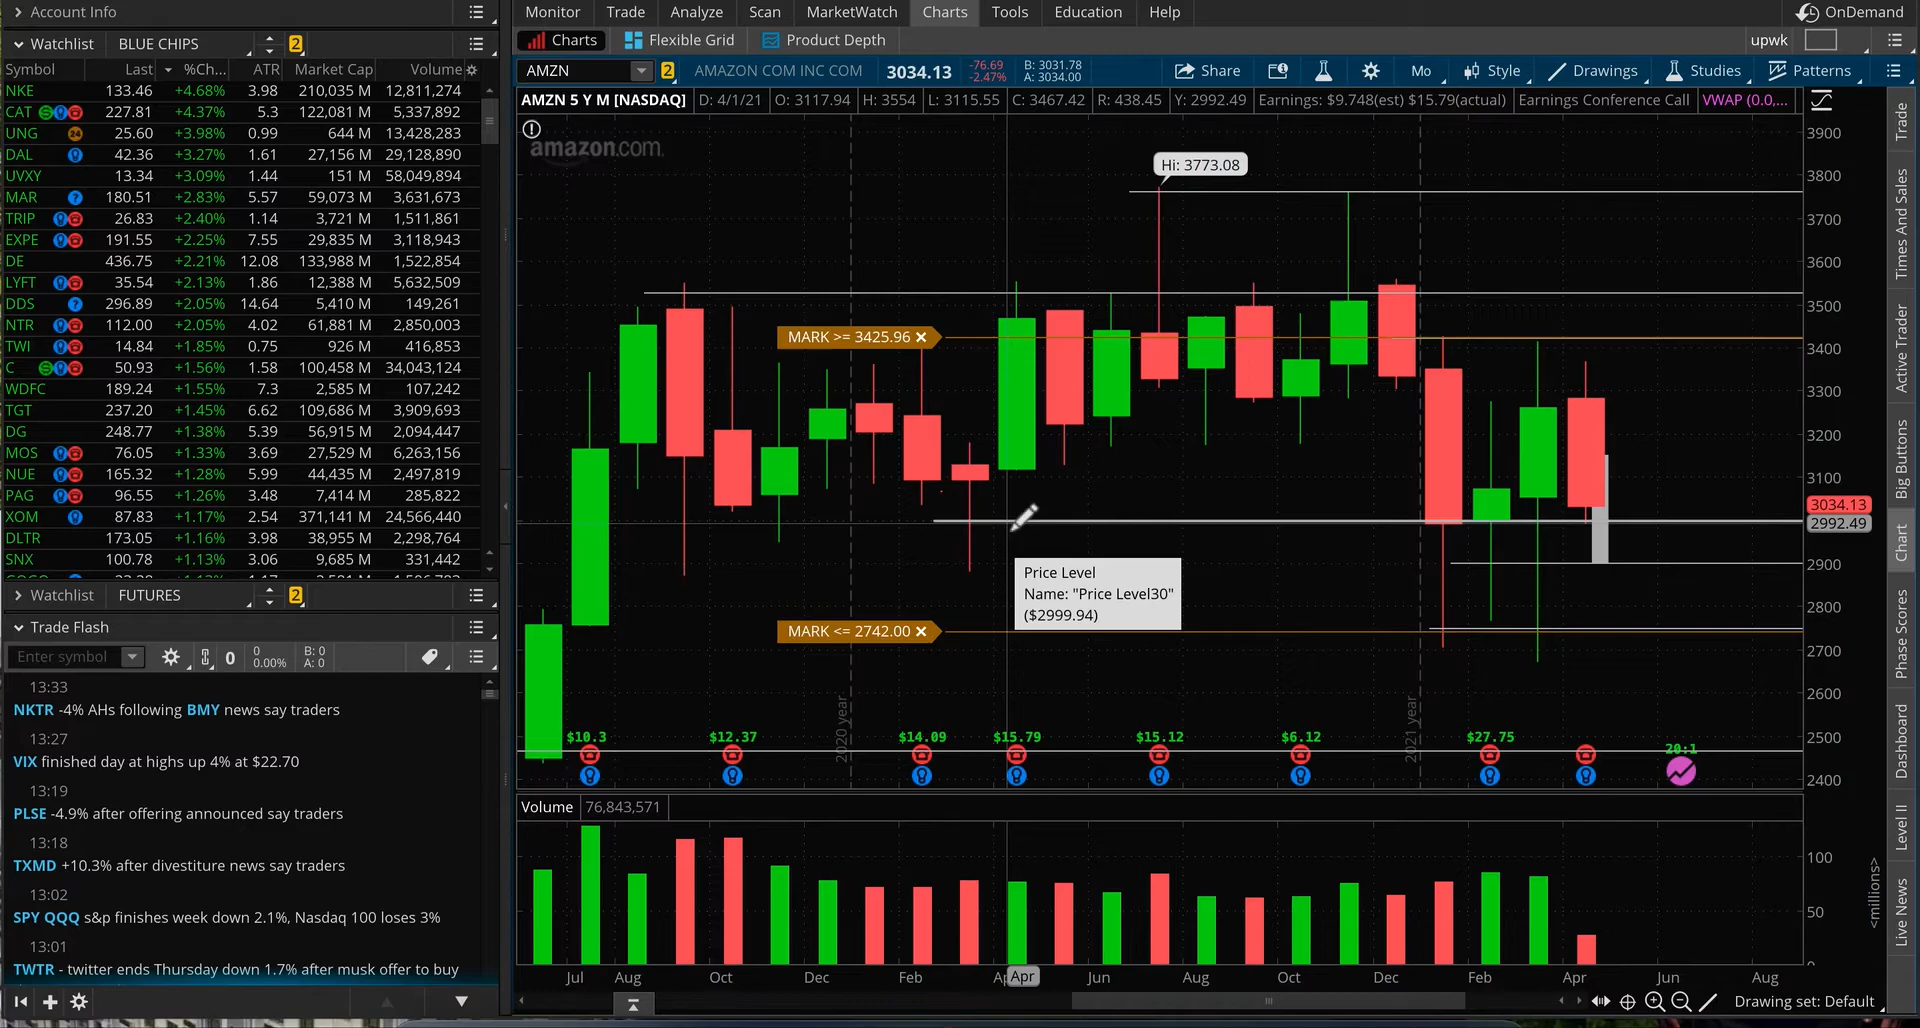 Account Info
Watchlist BLUE CHIPS 2
Symbol Last %Ch... ATR Market Cap Volume
NKE 133.46 +4.68% 3.98 210,035 M 12,811,274
CAT 227.81 +4.37% 5.3 122,081 M 5,337,892
UNG 24 25.60 +3.98% 0.99 644 M 13,428,283
DAL 42.36 +3.27% 1.61 27,156 M 29,128,890
UVXY 13.34 +3.09% 1.44 151 M 58,049,894
MAR ? 180.51 +2.83% 5.57 59,073 M 3,631,673
TRIP 26.83 +2.40% 1.14 3,721 M 1,511,861
EXPE 191.55 +2.25% 7.55 29,835 M 3,118,943
DE 436.75 +2.21% 12.08 133,988 M 1,522,854
LYFT 35.54 +2.13% 1.86 12,388 M 5,632,509
DDS ? 296.89 +2.05% 14.64 5,410 M 149,261
NTR 112.00 +2.05% 4.02 61,881 M 2,850,003
TWI 14.84 +1.85% 0.75 926 M 416,853
C 50.93 +1.56% 1.58 100,458 M 34,043,124
WDFC 189.24 +1.55% 7.3 2,585 M 107,242
TGT 237.20 +1.45% 6.62 109,686 M 3,909,693
DG 248.77 +1.38% 5.39 56,915 M 2,094,447
MOS 76.05 +1.33% 3.69 27,529 M 6,263,156
NUE 165.32 +1.28% 5.99 44,435 M 2,497,819
PAG 96.55 +1.26% 3.48 7,414 M 285,822
XOM 87.83 +1.17% 2.54 371,141 M 24,566,440
DLTR 173.05 +1.16% 3.98 38,955 M 2,298,764
SNX 100.78 +1.13% 3.06 9,685 M 331,442
Watchlist FUTURES 2
Trade Flash
Enter symbol 0 0 0.00% B: 0 A: 0
13:33
NKTR -4% AHs following BMY news say traders
13:27
VIX finished day at highs up 4% at $22.70
13:19
PLSE -4.9% after offering announced say traders
13:18
TXMD +10.3% after divestiture news say traders
13:02
SPY QQQ s&p finishes week down 2.1%, Nasdaq 100 loses 3%
13:01
TWTR - twitter ends Thursday down 1.7% after musk offer to buy
Monitor Trade Analyze Scan MarketWatch Charts Tools Education Help OnDemand
Charts Flexible Grid Product Depth upwk
AMZN 2 AMAZON COM INC COM 3034.13 -76.69 -2.47% B: 3031.78 A: 3034.00 Share Mo Style Drawings Studies Patterns
AMZN 5 Y M [NASDAQ] D: 4/1/21 O: 3117.94 H: 3554 L: 3115.55 C: 3467.42 R: 438.45 Y: 2992.49 Earnings: $9.748(est) $15.79(actual) Earnings Conference Call VWAP (0.0,...
amazon.com.
Hi: 3773.08
MARK >= 3425.96
Price Level
Name: "Price Level30"
($2999.94)
MARK <= 2742.00
2020 year
2021 year
$10.3 $12.37 $14.09 $15.79 $15.12 $6.12 $27.75 20:1
3900
3800
3700
3600
3500
3400
3300
3200
3100
3034.13
2992.49
2900
2800
2700
2600
2500
2400
Volume 76,843,571
100
50
0
<millions>
Jul Aug Oct Dec Feb Apr Jun Aug Oct Dec Feb Apr Jun Aug
Drawing set: Default
Trade
Times And Sales
Active Trader
Big Buttons
Chart
Phase Scores
Dashboard
Level II
Live News